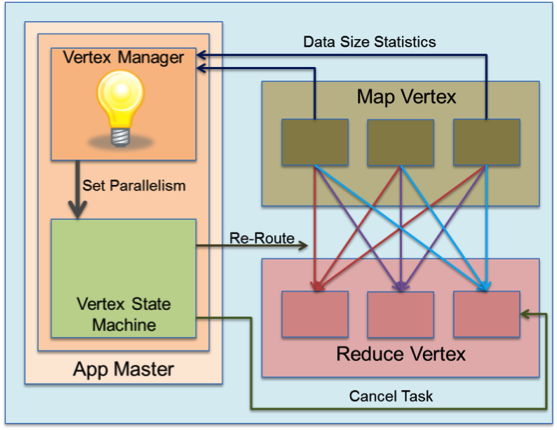 Data Size Statistics
Vertex Manager
Map Vertex
Set Parallelism
Re-Route
Vertex State
Machine
Reduce Vertex
App Master
Cancel Task